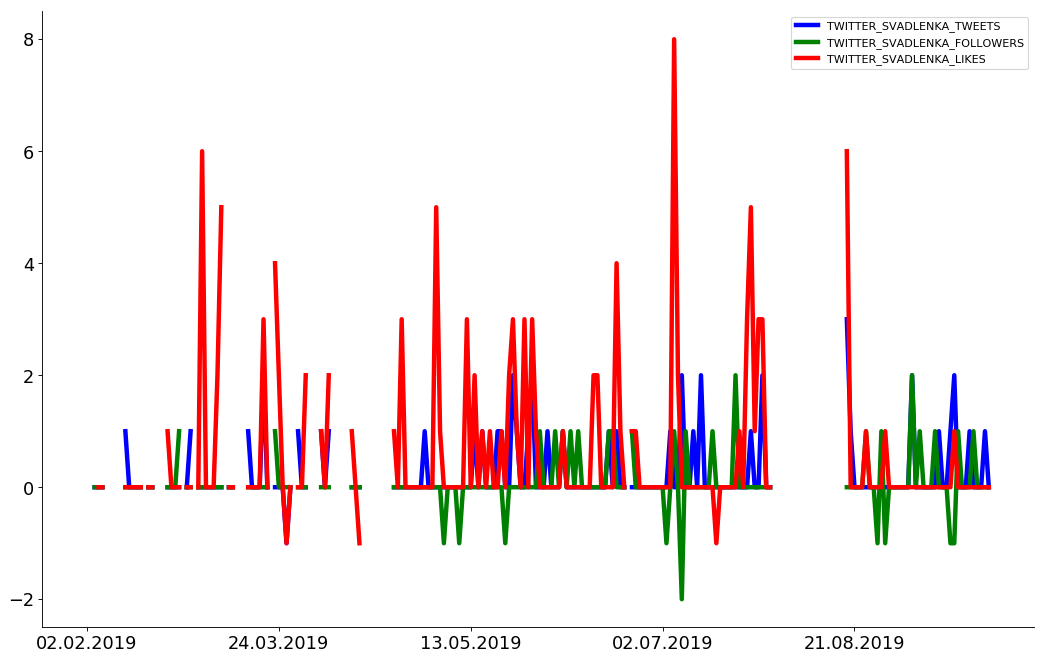 TWITTER_SVADLENKA_TWEETS
TWITTER_SVADLENKA_FOLLOWERS
TWITTER_SVADLENKA_LIKES
8
6
4
2
0
−2
02.02.2019 24.03.2019 13.05.2019 02.07.2019 21.08.2019